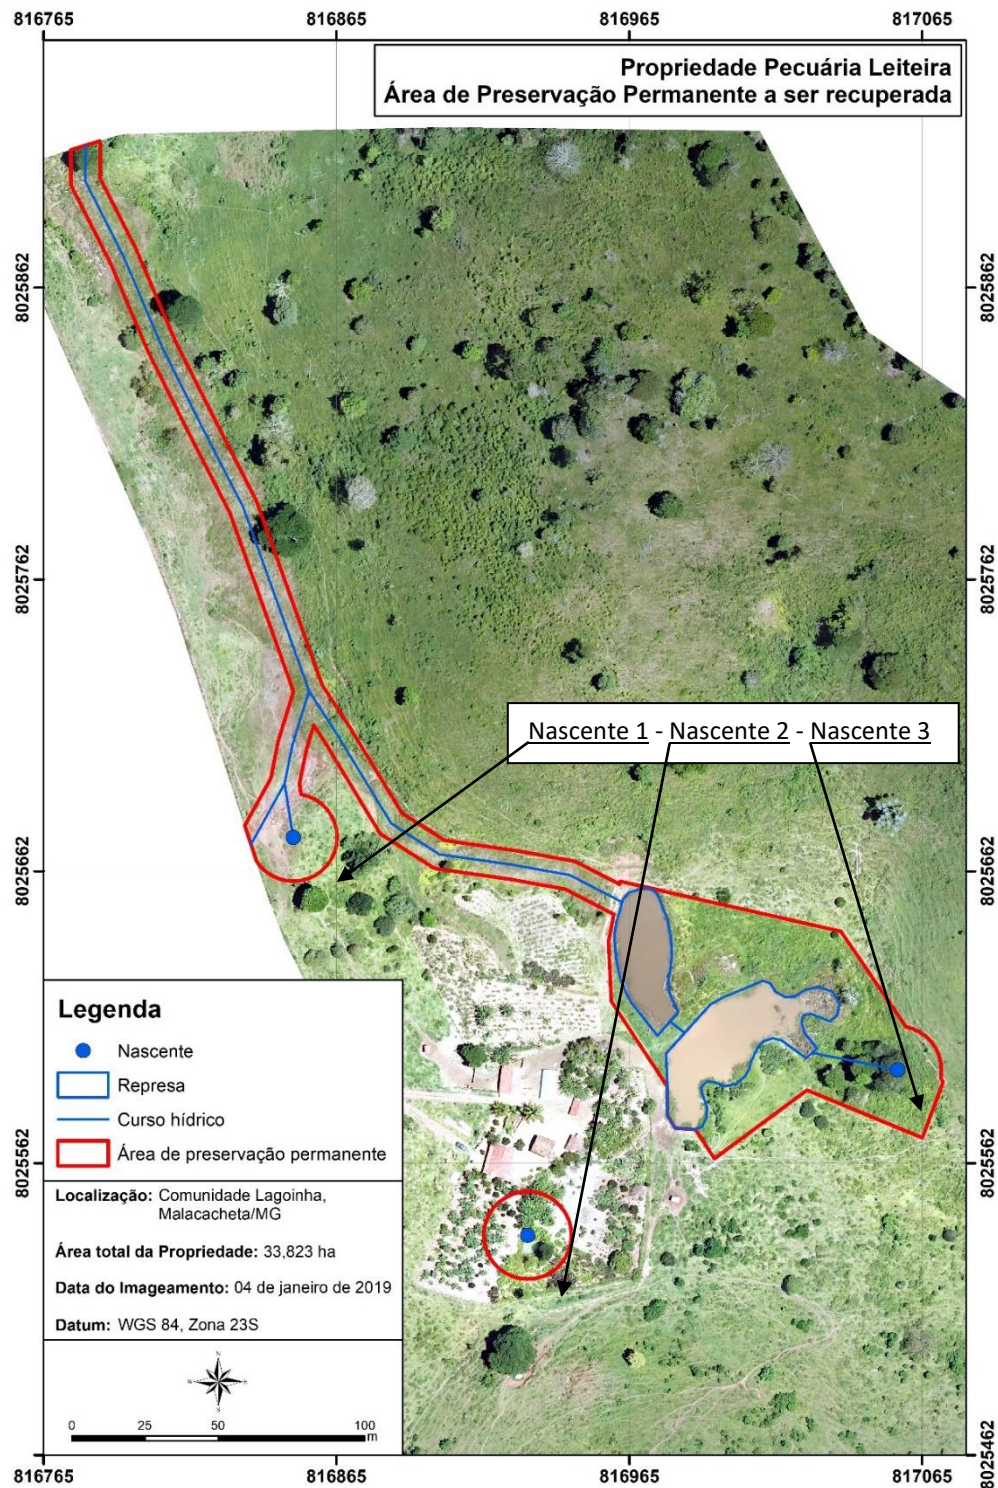 816765 816865 816965 817065
Propriedade Pecuária Leiteira
Área de Preservação Permanente a ser recuperada
8025862 8025862
8025762 8025762
Nascente 1 - Nascente 2 - Nascente 3
8025662 8025662
Legenda
Nascente
Represa
Curso hídrico
Área de preservação permanente
8025562 8025562
Localização: Comunidade Lagoinha,
Malacacheta/MG
Área total da Propriedade: 33,823 ha
Data do Imageamento: 04 de janeiro de 2019
Datum: WGS 84, Zona 23S
N
W E
S
0 25 50 100
m
8025462
816765 816865 816965 817065